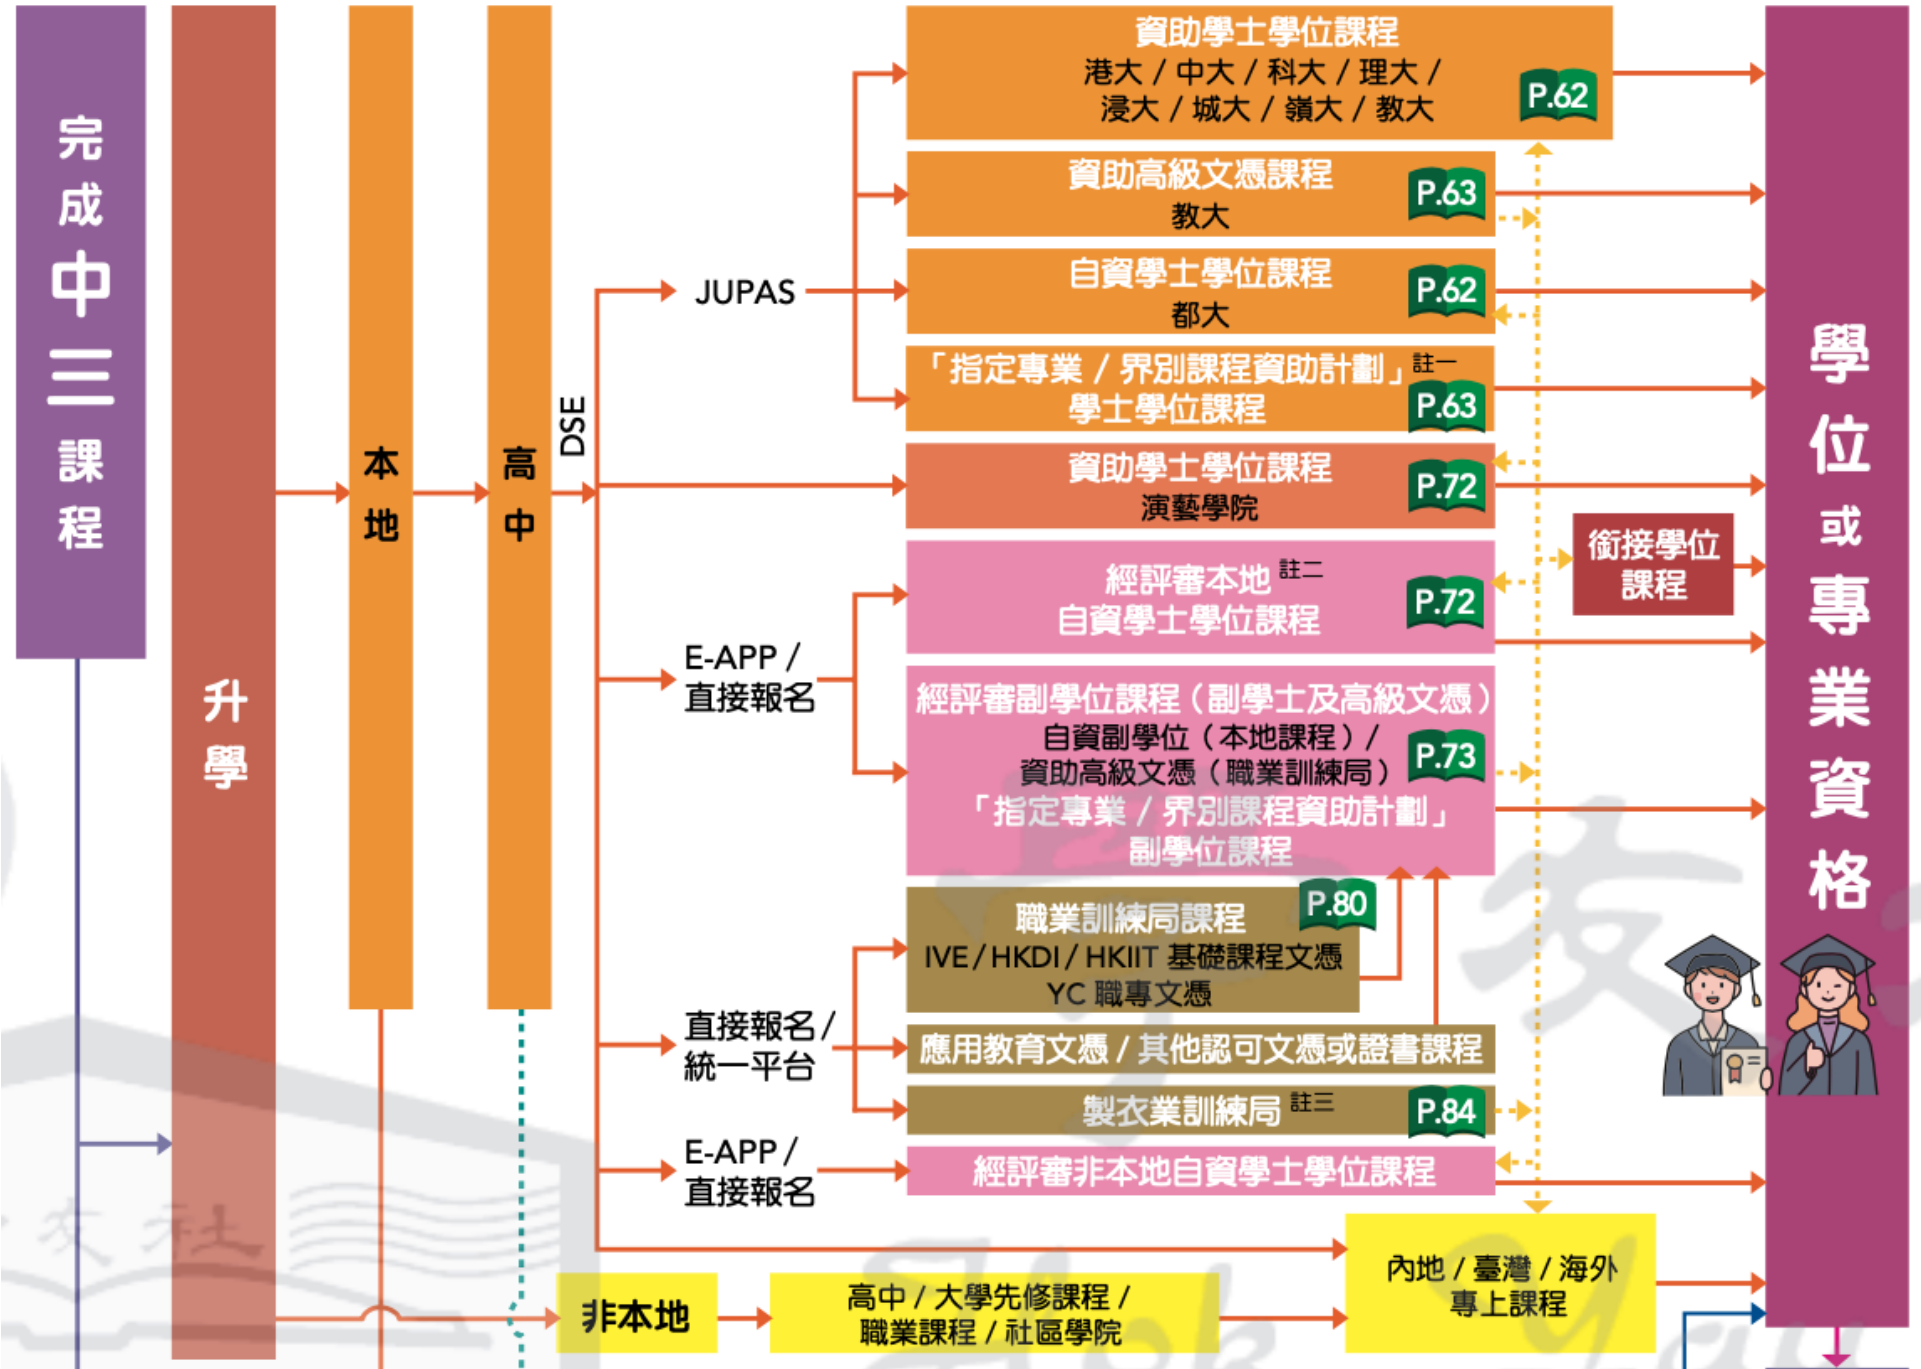 完成中三課程
升學
本地
高中
DSE
JUPAS
資助學士學位課程
港大 / 中大 / 科大 / 理大 /
浸大 / 城大 / 嶺大 / 教大
P.62
資助高級文憑課程
教大
P.63
自資學士學位課程
都大
P.62
「指定專業 / 界別課程資助計劃」註一
學士學位課程
P.63
資助學士學位課程
演藝學院
P.72
銜接學位
課程
E-APP /
直接報名
經評審本地 註二
自資學士學位課程
P.72
經評審副學位課程（副學士及高級文憑）
自資副學位（本地課程）/
資助高級文憑（職業訓練局）
P.73
「指定專業 / 界別課程資助計劃」
副學位課程
直接報名 /
統一平台
職業訓練局課程
P.80
IVE / HKDI / HKIIT 基礎課程文憑
YC 職專文憑
應用教育文憑 / 其他認可文憑或證書課程
製衣業訓練局 註三
P.84
E-APP /
直接報名
經評審非本地自資學士學位課程
非本地
高中 / 大學先修課程 /
職業課程 / 社區學院
內地 / 臺灣 / 海外
專上課程
學位或專業資格
友社
Hok Yau